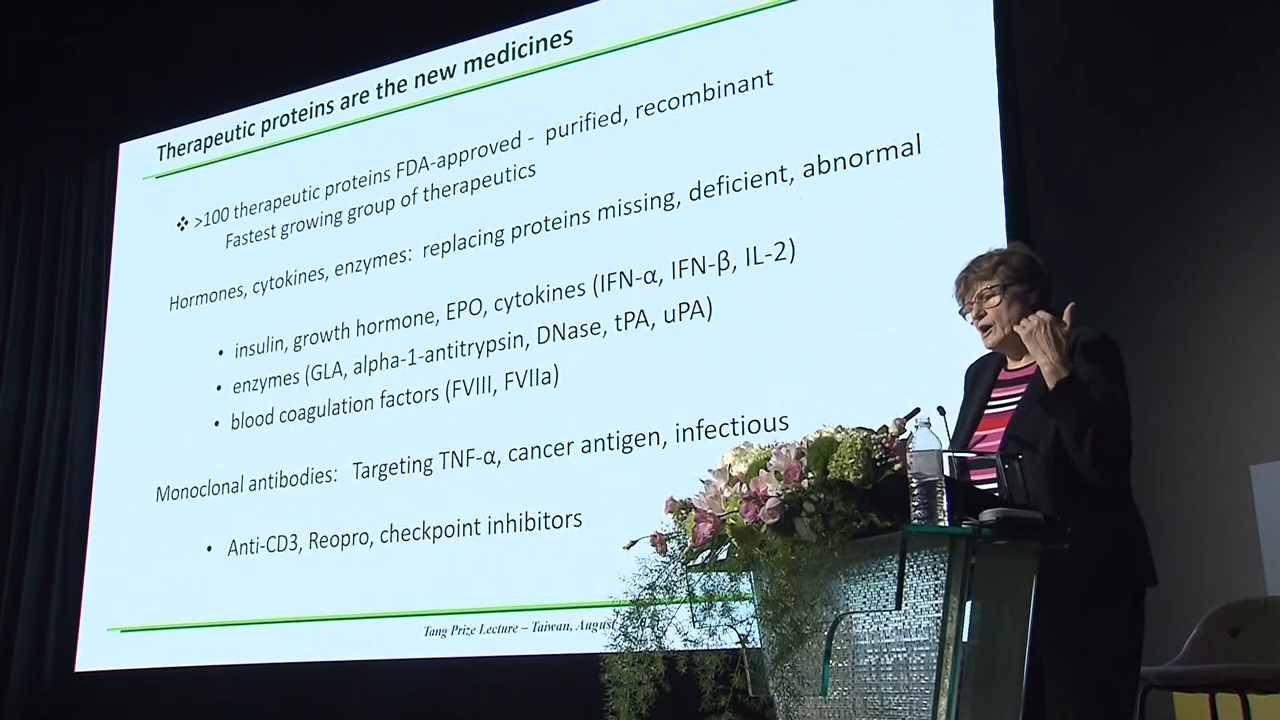 Therapeutic proteins are the new medicines
>100 therapeutic proteins FDA-approved - purified, recombinant
Fastest growing group of therapeutics
Hormones, cytokines, enzymes: replacing proteins missing, deficient, abnormal
• insulin, growth hormone, EPO, cytokines (IFN-α, IFN-β, IL-2)
• enzymes (GLA, alpha-1-antitrypsin, DNase, tPA, uPA)
• blood coagulation factors (FVIII, FVIIa)
Monoclonal antibodies: Targeting TNF-α, cancer antigen, infectious
• Anti-CD3, Reopro, checkpoint inhibitors
Tang Prize Lecture – Taiwan, August